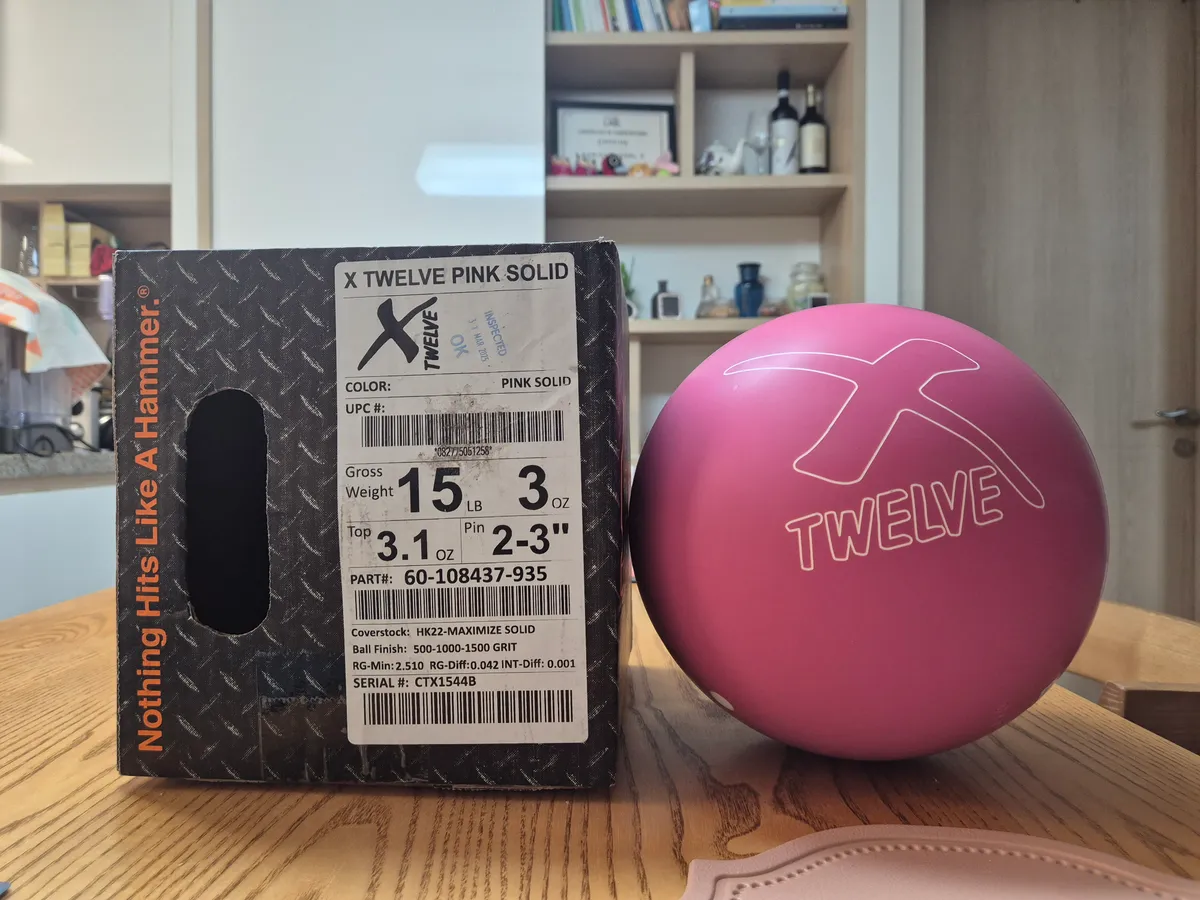 Nothing Hits Like A Hammer.®
X TWELVE PINK SOLID
X TWELVE
INSPECTED
OK
COLOR: PINK SOLID
UPC #:
Gross Weight 15 LB 3 OZ
Top 3.1 OZ Pin 2-3"
PART#: 60-108437-935
Coverstock: HK22-MAXIMIZE SOLID
Ball Finish: 500-1000-1500 GRIT
RG-Min: 2.510 RG-Diff: 0.042 INT-Diff: 0.001
SERIAL #: CTX1544B
X
TWELVE